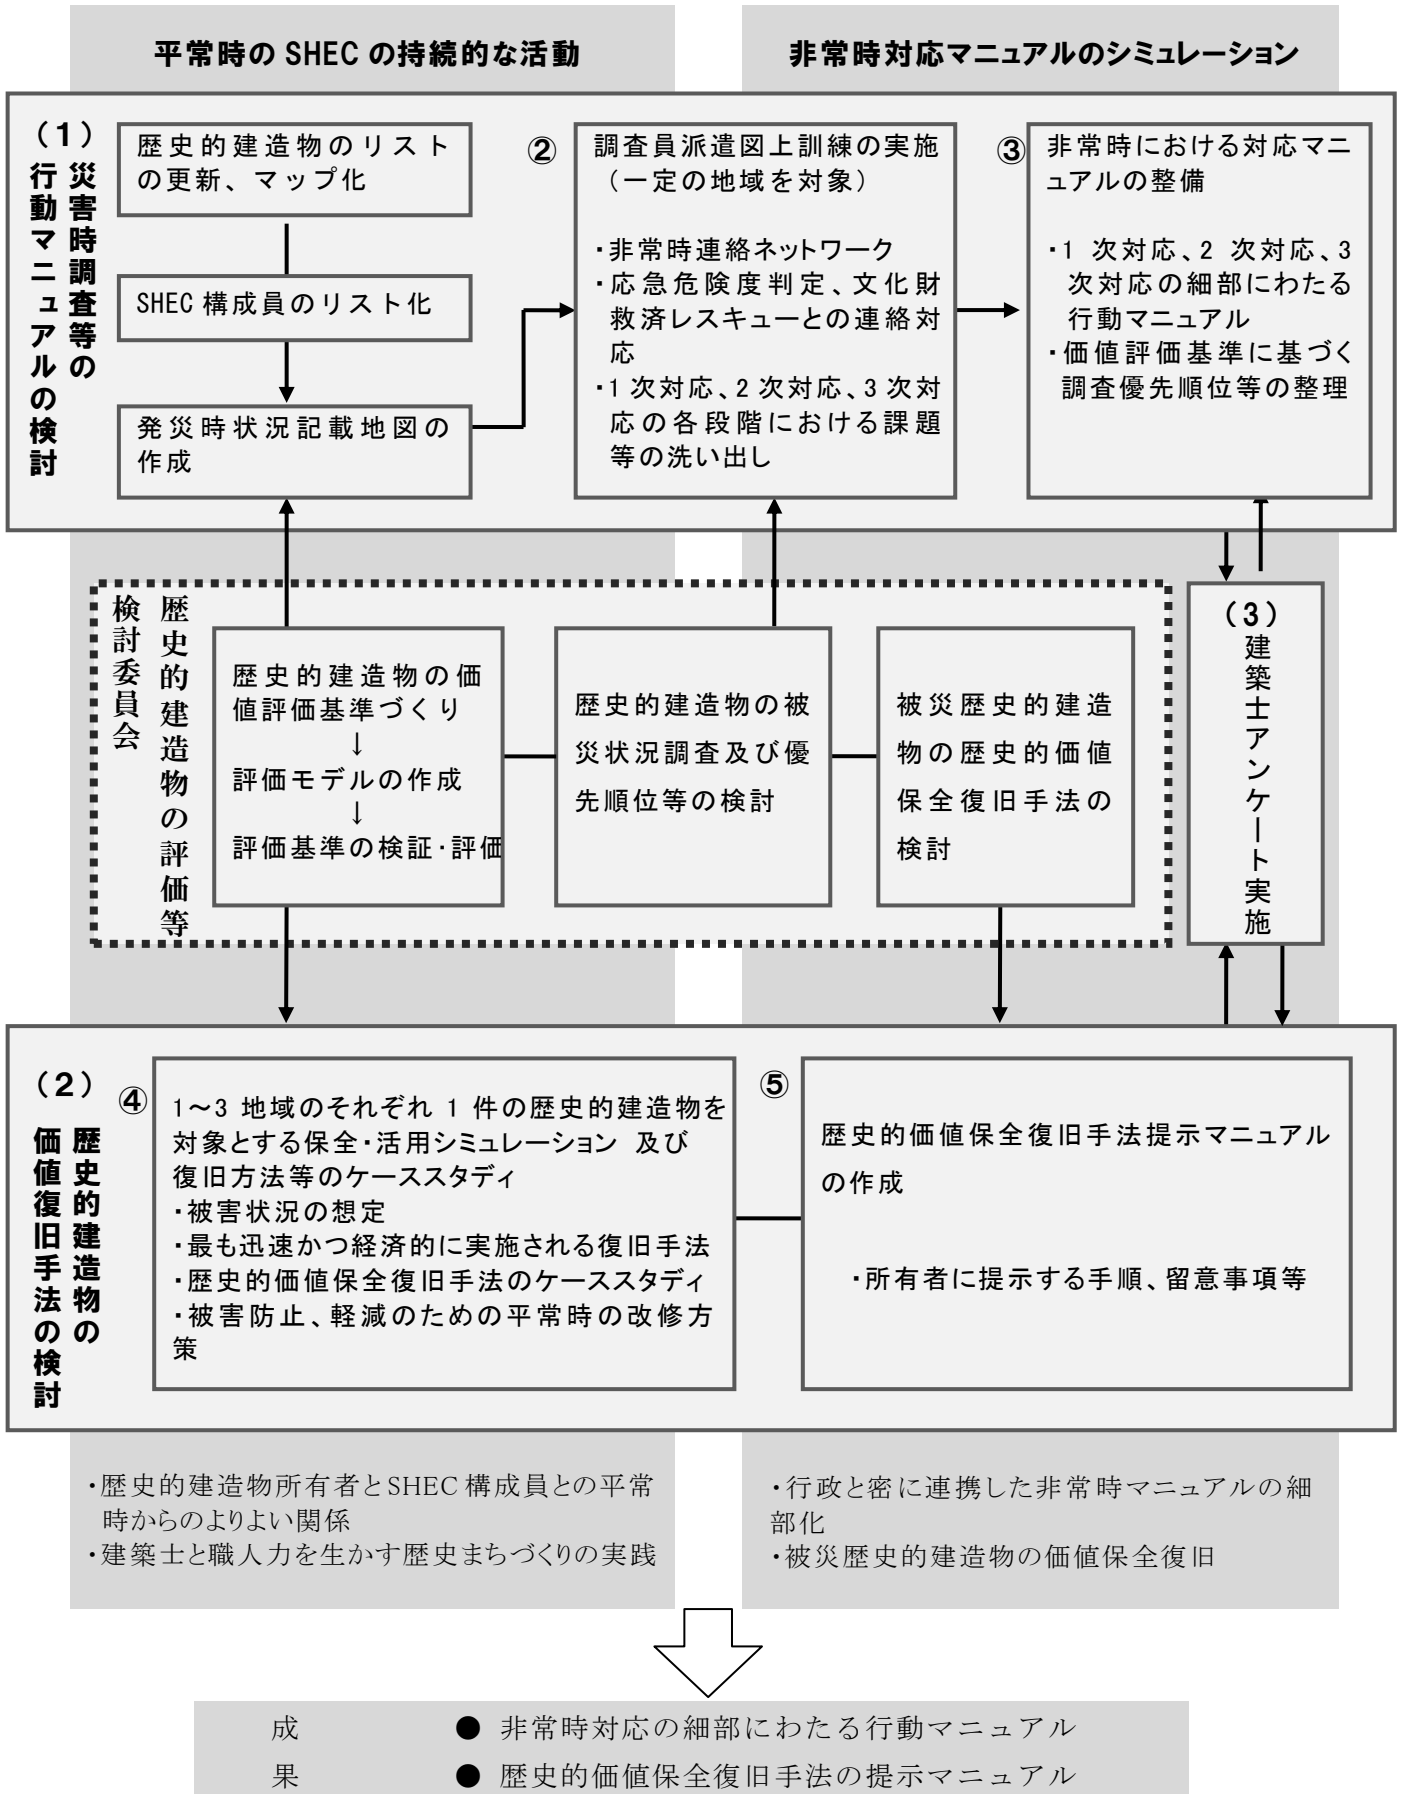 平常時の SHEC の持続的な活動
非常時対応マニュアルのシミュレーション
（1）
災害時調査等の
行動マニュアルの検討
歴史的建造物のリスト
の更新、マップ化
SHEC 構成員のリスト化
発災時状況記載地図の
作成
②
調査員派遣図上訓練の実施
（一定の地域を対象）
・非常時連絡ネットワーク
・応急危険度判定、文化財
救済レスキューとの連絡対
応
・1 次対応、2 次対応、3 次対
応の各段階における課題
等の洗い出し
③
非常時における対応マニ
ュアルの整備
・1 次対応、2 次対応、3
次対応の細部にわたる
行動マニュアル
・価値評価基準に基づく
調査優先順位等の整理
歴史的建造物の評価等
検討委員会
歴史的建造物の価
値評価基準づくり
↓
評価モデルの作成
↓
評価基準の検証・評価
歴史的建造物の被
災状況調査及び優
先順位等の検討
被災歴史的建造
物の歴史的価値
保全復旧手法の
検討
（3）
建築士アンケート実施
（2）
歴史的建造物の
価値復旧手法の検討
④
1～3 地域のそれぞれ 1 件の歴史的建造物を
対象とする保全・活用シミュレーション 及び
復旧方法等のケーススタディ
・被害状況の想定
・最も迅速かつ経済的に実施される復旧手法
・歴史的価値保全復旧手法のケーススタディ
・被害防止、軽減のための平常時の改修方
策
⑤
歴史的価値保全復旧手法提示マニュアル
の作成
・所有者に提示する手順、留意事項等
・歴史的建造物所有者とSHEC 構成員との平常
時からのよりよい関係
・建築士と職人力を生かす歴史まちづくりの実践
・行政と密に連携した非常時マニュアルの細
部化
・被災歴史的建造物の価値保全復旧
成 ● 非常時対応の細部にわたる行動マニュアル
果 ● 歴史的価値保全復旧手法の提示マニュアル